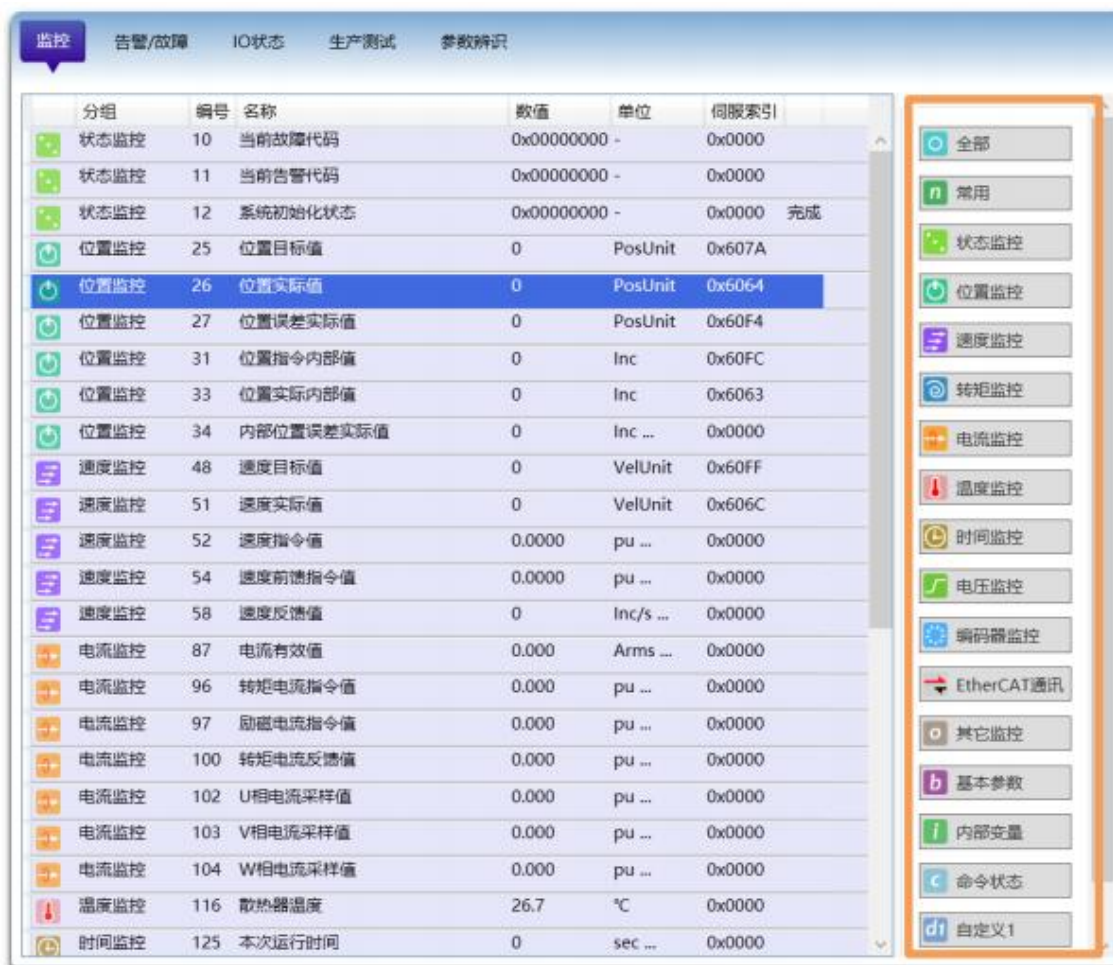 监控 告警/故障 IO状态 生产测试 参数辨识
分组 编号 名称 数值 单位 伺服索引
状态监控 10 当前故障代码 0x00000000 - 0x0000
状态监控 11 当前告警代码 0x00000000 - 0x0000
状态监控 12 系统初始化状态 0x00000000 - 0x0000 完成
位置监控 25 位置目标值 0 PosUnit 0x607A
位置监控 26 位置实际值 0 PosUnit 0x6064
位置监控 27 位置误差实际值 0 PosUnit 0x60F4
位置监控 31 位置指令内部值 0 Inc 0x60FC
位置监控 33 位置实际内部值 0 Inc 0x6063
位置监控 34 内部位置误差实际值 0 Inc ... 0x0000
速度监控 48 速度目标值 0 VelUnit 0x60FF
速度监控 51 速度实际值 0 VelUnit 0x606C
速度监控 52 速度指令值 0.0000 pu ... 0x0000
速度监控 54 速度前馈指令值 0.0000 pu ... 0x0000
速度监控 58 速度反馈值 0 Inc/s ... 0x0000
电流监控 87 电流有效值 0.000 Arms ... 0x0000
电流监控 96 转矩电流指令值 0.000 pu ... 0x0000
电流监控 97 励磁电流指令值 0.000 pu ... 0x0000
电流监控 100 转矩电流反馈值 0.000 pu ... 0x0000
电流监控 102 U相电流采样值 0.000 pu ... 0x0000
电流监控 103 V相电流采样值 0.000 pu ... 0x0000
电流监控 104 W相电流采样值 0.000 pu ... 0x0000
温度监控 116 散热器温度 26.7 ℃ 0x0000
时间监控 125 本次运行时间 0 sec ... 0x0000
全部
n 常用
状态监控
位置监控
速度监控
转矩监控
电流监控
温度监控
时间监控
电压监控
编码器监控
EtherCAT通讯
o 其它监控
b 基本参数
i 内部变量
c 命令状态
d1 自定义1